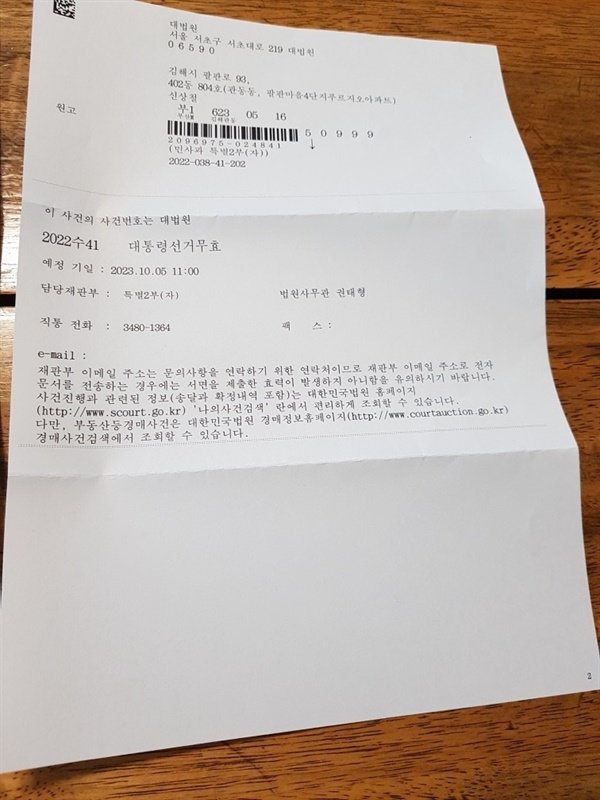 대법원
서울 서초구 서초대로 219 대법원
06590
김해시 팔판로 93,
402동 804호(관동동, 팔판마을4단지푸르지오아파트)
신상철
원고
부1 623 05 16
김해관동
50999
2096975-024841
(민사과 특별2부(자))
2022-038-41-202
이 사건의 사건번호는 대법원
2022수41 대통령선거무효
예정 기일 : 2023.10.05 11:00
담당재판부 : 특별2부(자) 법원사무관 권태형
직통 전화 : 3480-1364 팩 스 :
e-mail :
재판부 이메일 주소는 문의사항을 연락하기 위한 연락처이므로 재판부 이메일 주소로 전자
문서를 전송하는 경우에는 서면을 제출한 효력이 발생하지 아니함을 유의하시기 바랍니다.
사건진행과 관련된 정보(송달과 확정내역 포함)는 대한민국법원 홈페이지
(http://www.scourt.go.kr) '나의사건검색' 란에서 편리하게 조회할 수 있습니다.
다만, 부동산등경매사건은 대한민국법원 경매정보홈페이지(http://www.courtauction.go.kr)
경매사건검색에서 조회할 수 있습니다.
2